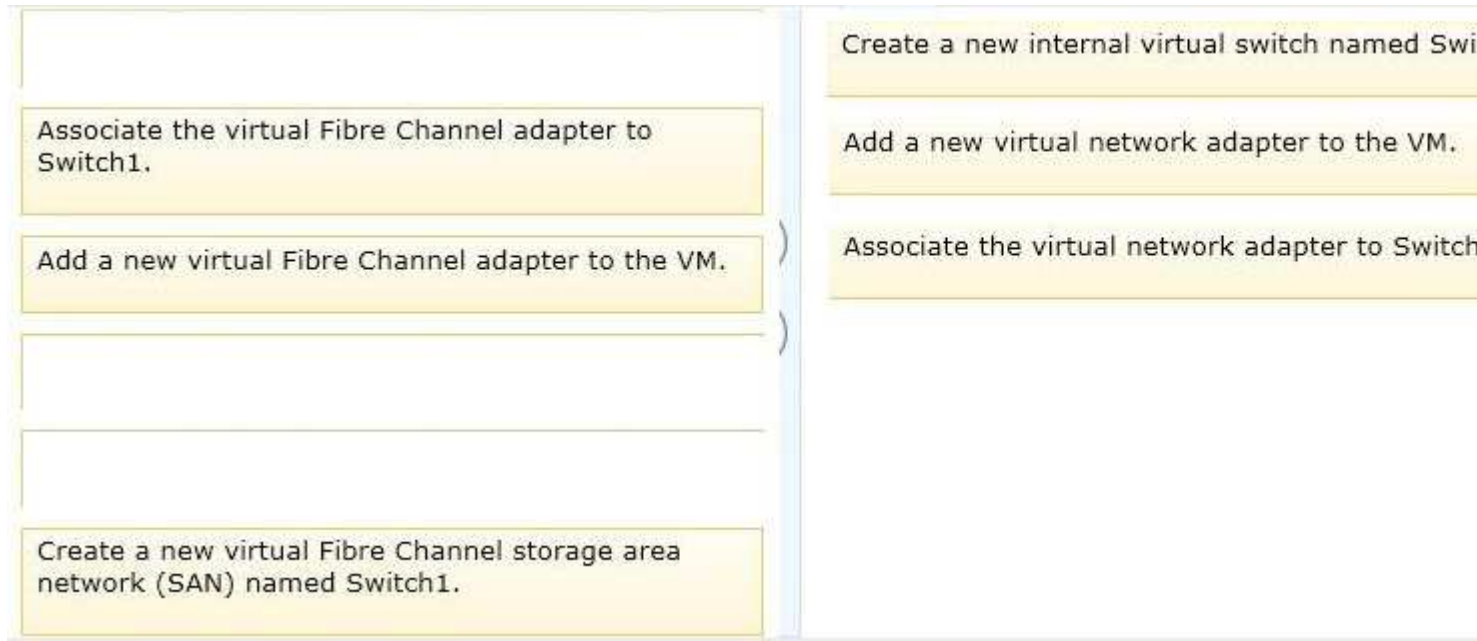 Associate the virtual Fibre Channel adapter to
Switch1.
Add a new virtual Fibre Channel adapter to the VM.
Create a new virtual Fibre Channel storage area
network (SAN) named Switch1.
Create a new internal virtual switch named Swi
Add a new virtual network adapter to the VM.
Associate the virtual network adapter to Switch